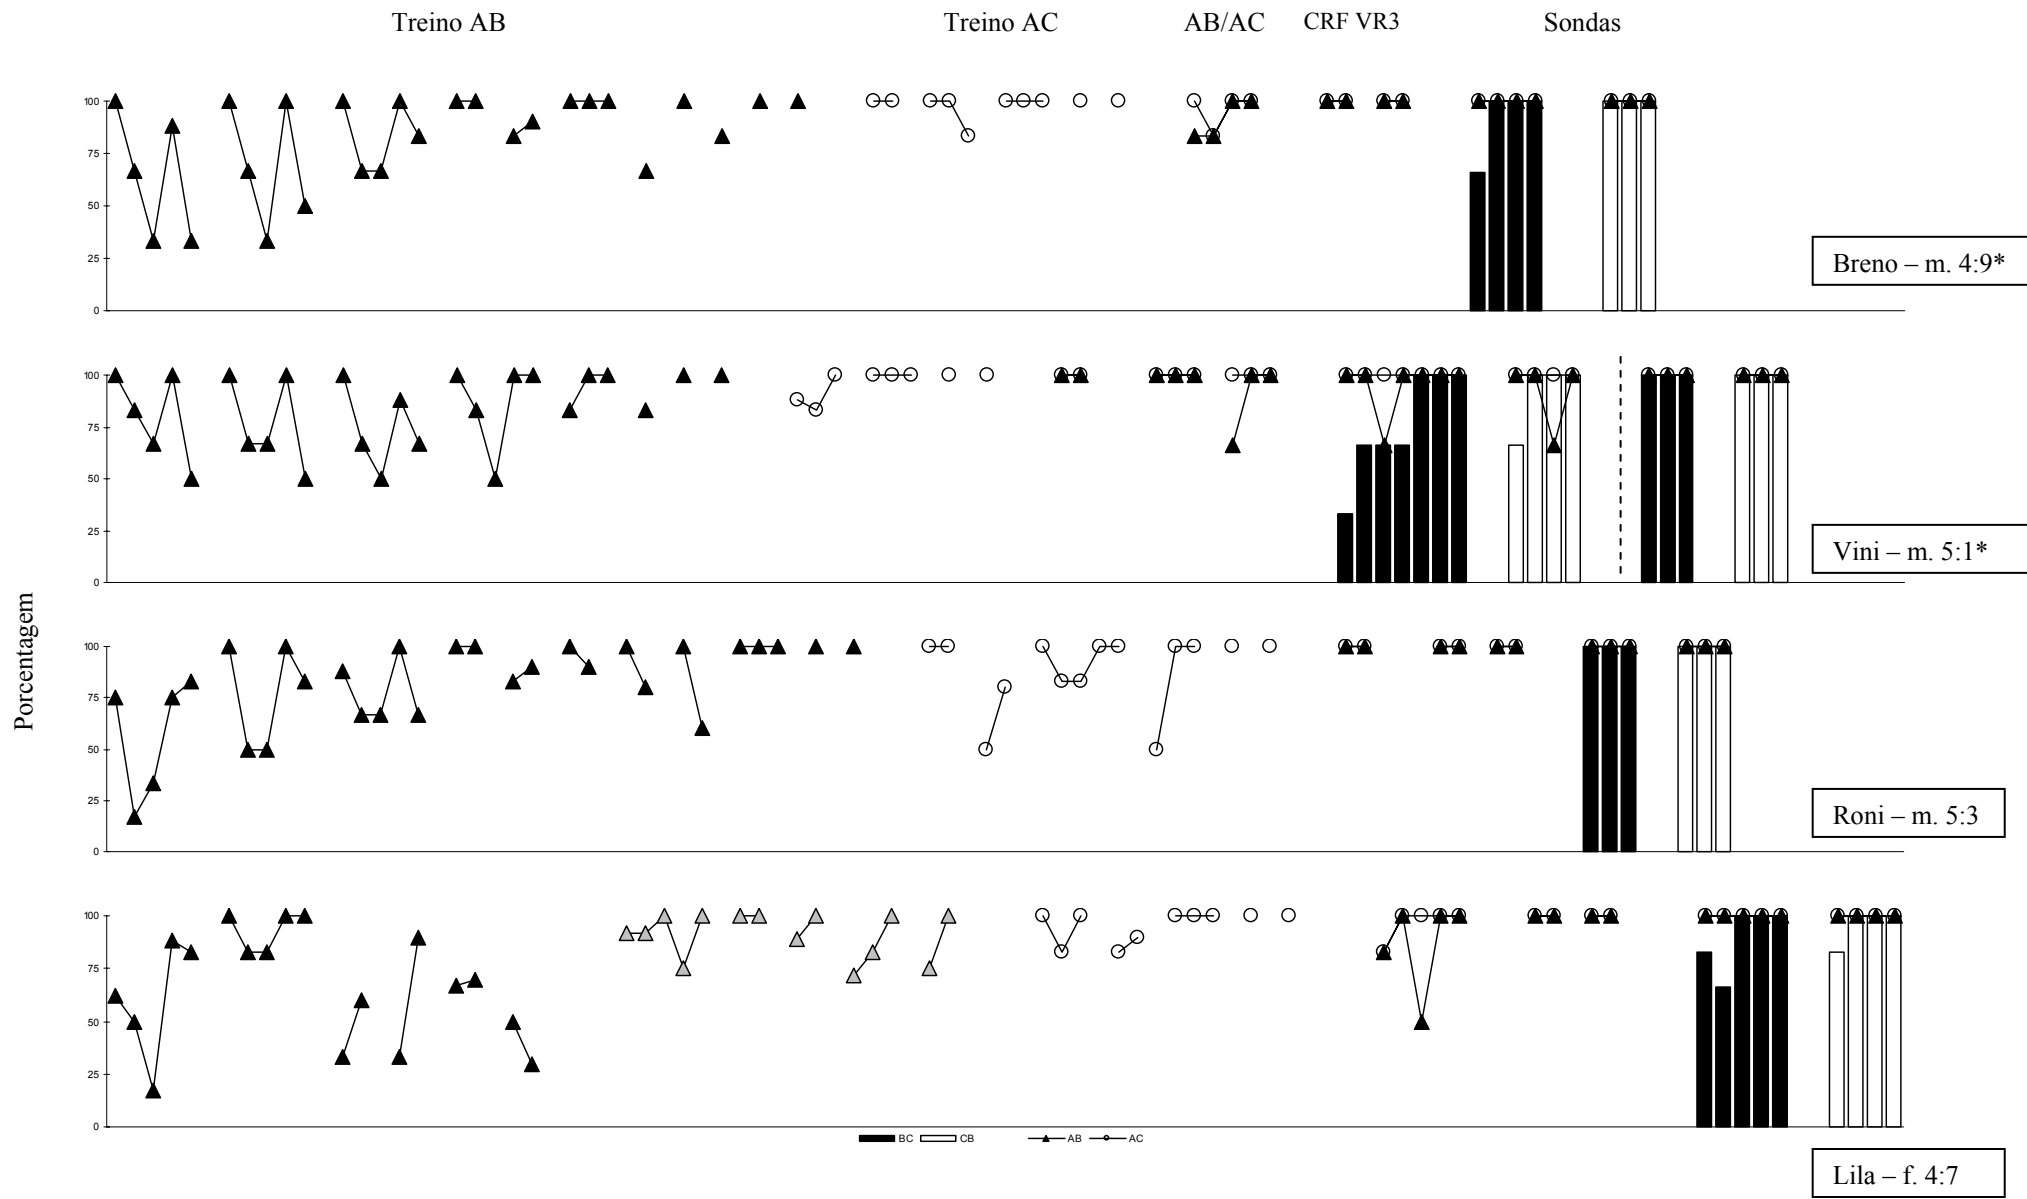 Treino AB Treino AC AB/AC CRF VR3 Sondas
Porcentagem
100
75
50
25
0
Breno – m. 4:9*
100
75
50
25
0
Vini – m. 5:1*
100
75
50
25
0
Roni – m. 5:3
100
75
50
25
0
BC CB AB AC
Lila – f. 4:7